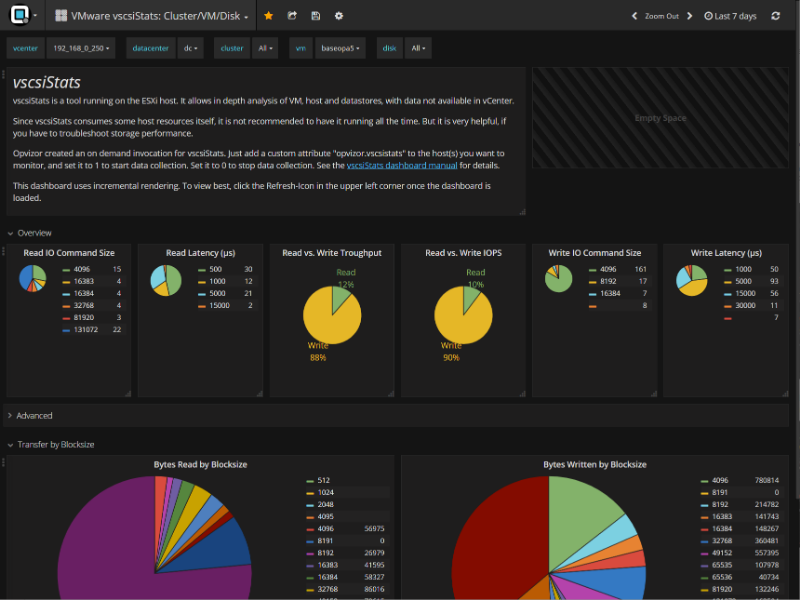 VMware vscsiStats: Cluster/VM/Disk
Zoom Out
Last 7 days
vcenter 192_168_0_250 datacenter dc cluster All vm baseopa5 disk All
vscsiStats
vscsiStats is a tool running on the ESXi host. It allows in depth analysis of VM, host and datastores, with data not available in vCenter.
Since vscsiStats consumes some host resources itself, it is not recommended to have it running all the time. But it is very helpful, if
you have to troubleshoot storage performance.
Opvizor created an on demand invocation for vscsiStats. Just add a custom attribute "opvizor.vscsistats" to the host(s) you want to
monitor, and set it to 1 to start data collection. Set it to 0 to stop data collection. See the vscsiStats dashboard manual for details.
This dashboard uses incremental rendering. To view best, click the Refresh-Icon in the upper left corner once the dashboard is
loaded.
Empty Space
Overview
Read IO Command Size
4096 15
16383 4
16384 4
32768 4
81920 3
131072 22
Read Latency (µs)
500 30
1000 12
5000 21
15000 2
Read vs. Write Troughput
Read
12%
Write
88%
Read vs. Write IOPS
Read
10%
Write
90%
Write IO Command Size
4096 161
8192 17
16384 7
8
Write Latency (µs)
1000 50
5000 93
15000 56
30000 11
7
Advanced
Transfer by Blocksize
Bytes Read by Blocksize
512
1024
2048
4095
4096 56975
8191 0
8192 26979
16383 41595
16384 58327
32768 86016
Bytes Written by Blocksize
4096 780814
8191 0
8192 214782
16383 141743
16384 148267
32768 360481
49152 557395
65535 107978
65536 40734
81920 132246